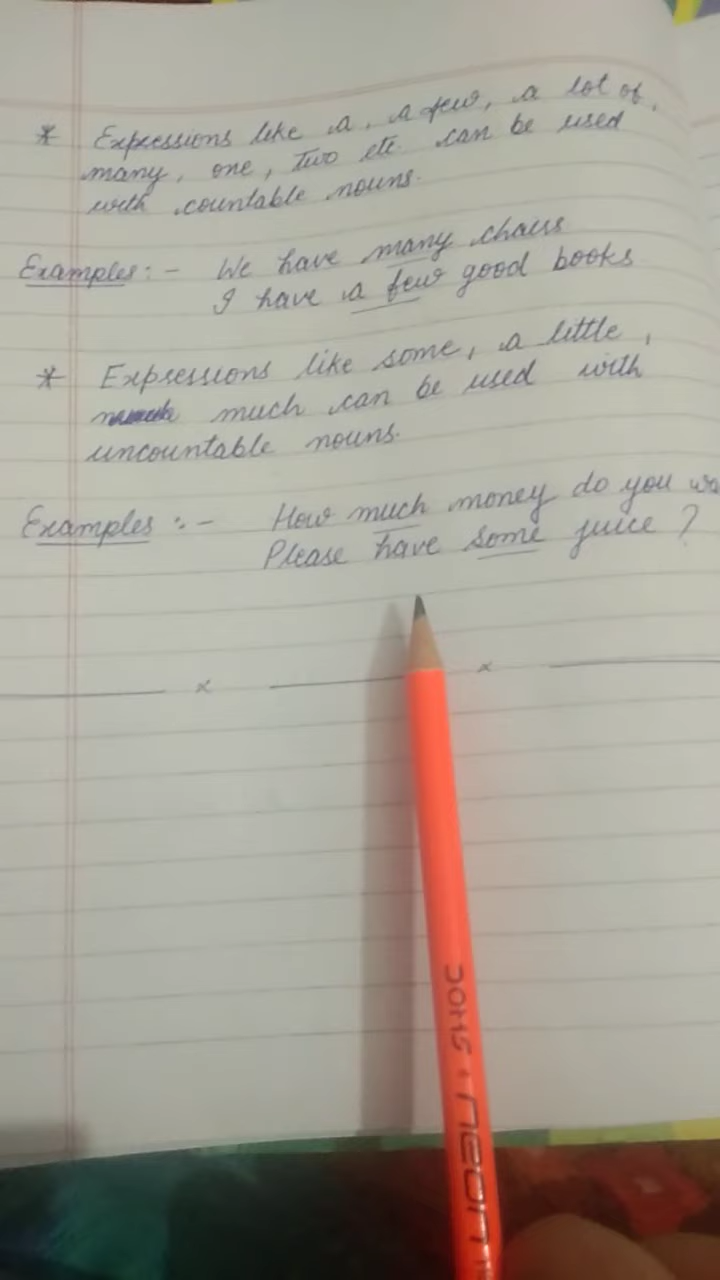 * Expressions like a, a few, a lot of,
many, one, two etc. can be used
with countable nouns.
Examples:- We have many chairs
I have a few good books
* Expressions like some, a little,
much can be used with
uncountable nouns.
Examples:- How much money do you
Please have some juice?
DOMS neon